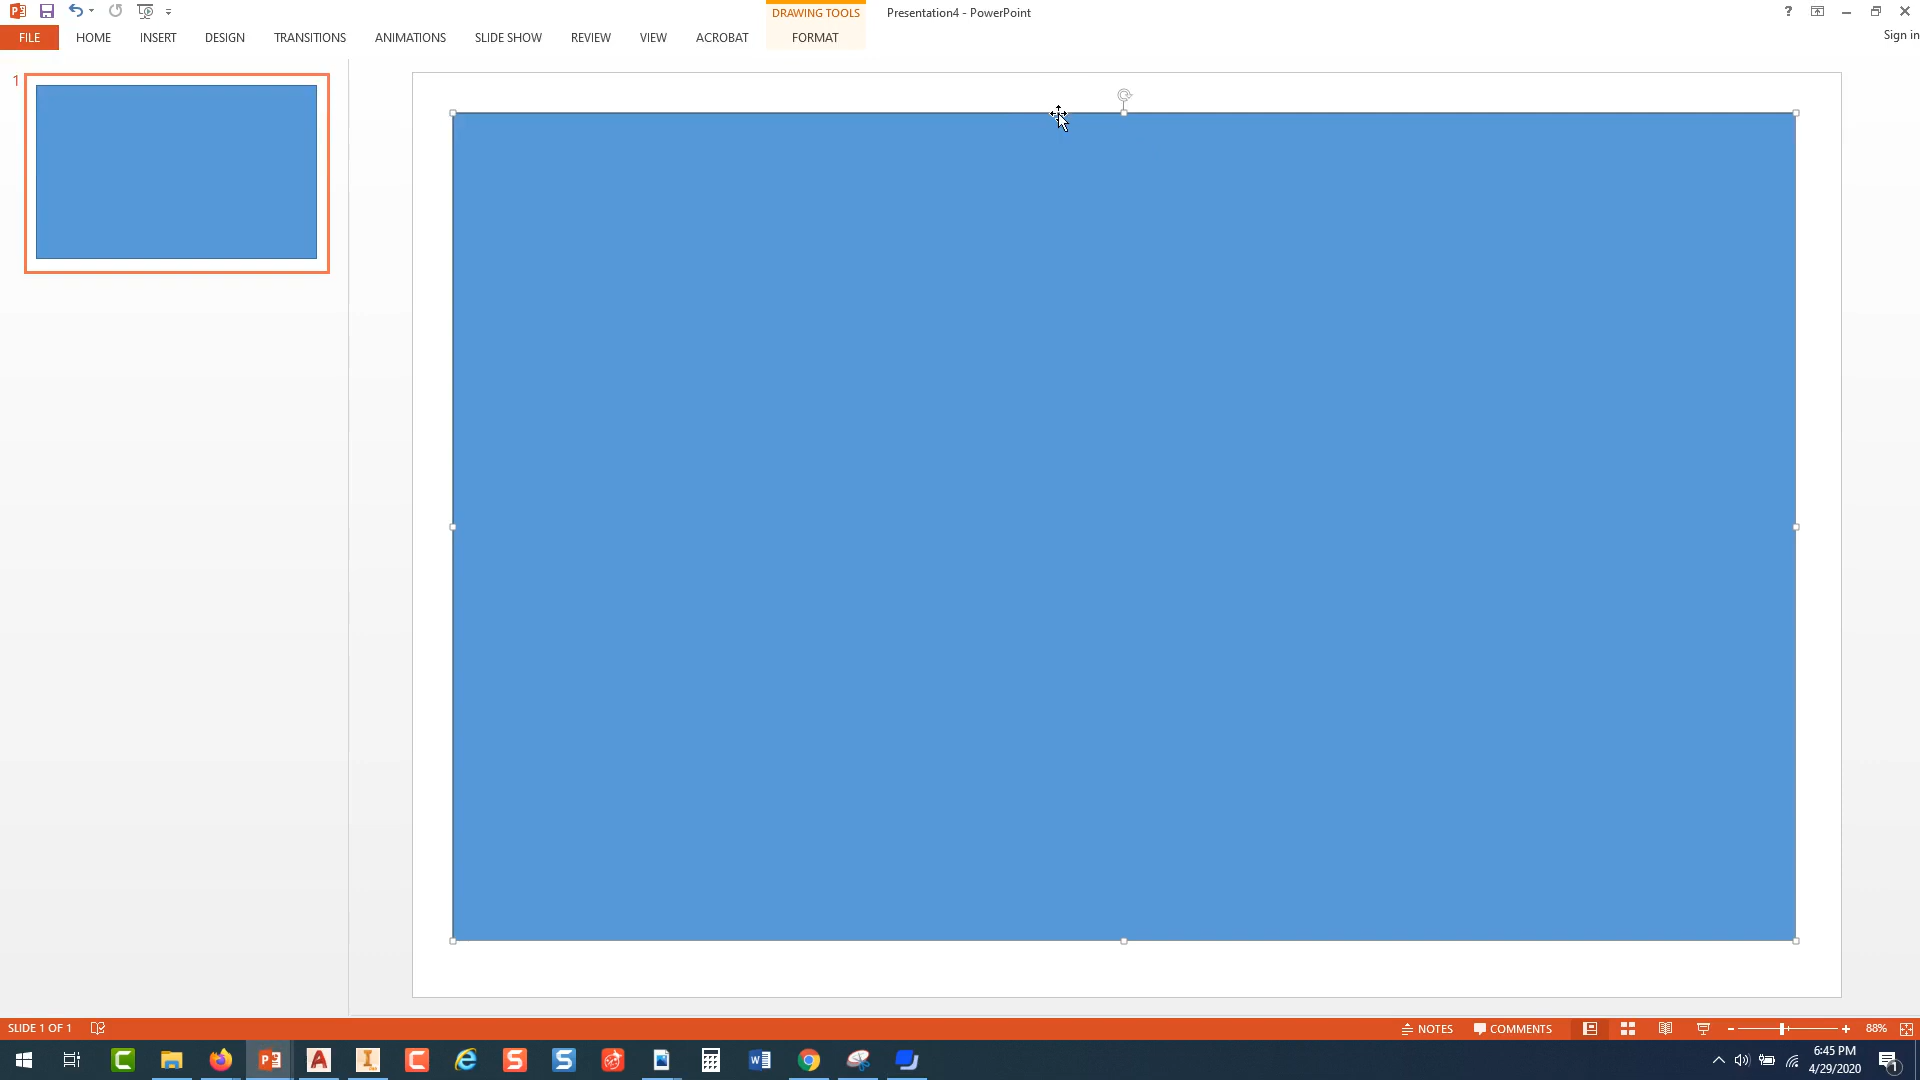 DRAWING TOOLS
Presentation4 - PowerPoint
?
FILE
HOME
INSERT
DESIGN
TRANSITIONS
ANIMATIONS
SLIDE SHOW
REVIEW
VIEW
ACROBAT
FORMAT
Sign in
1
SLIDE 1 OF 1
NOTES
COMMENTS
88%
6:45 PM
4/29/2020
1